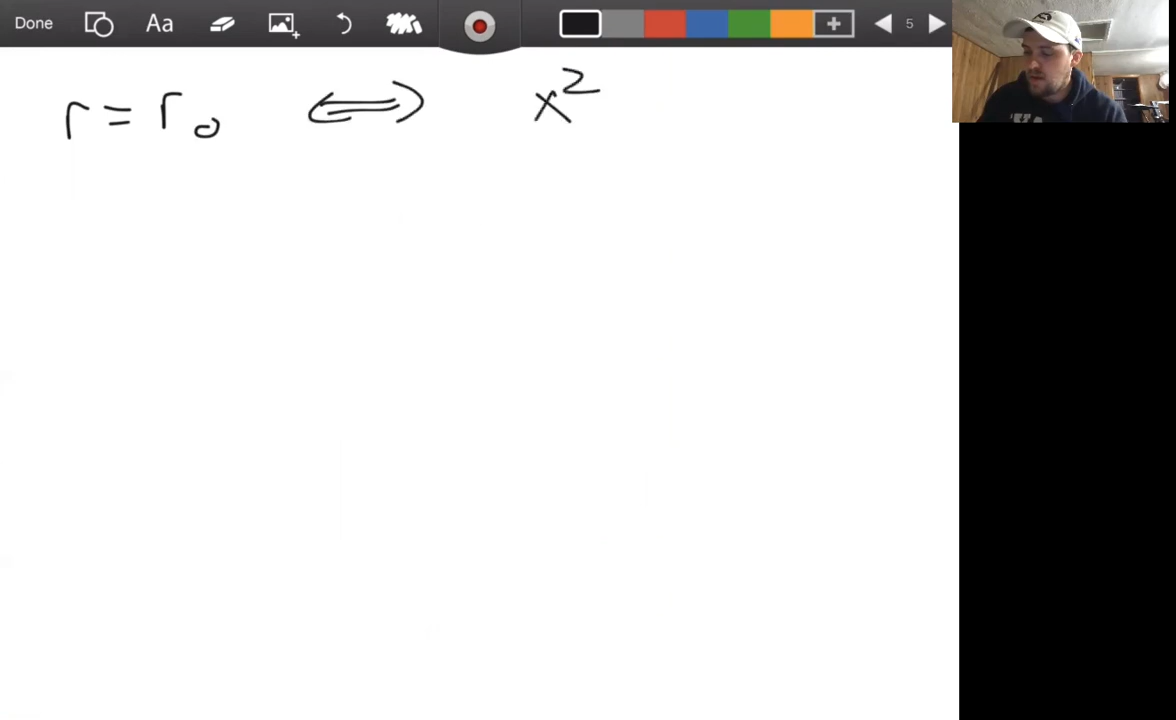 Done Aa 5
r = r₀ ⟺ x²